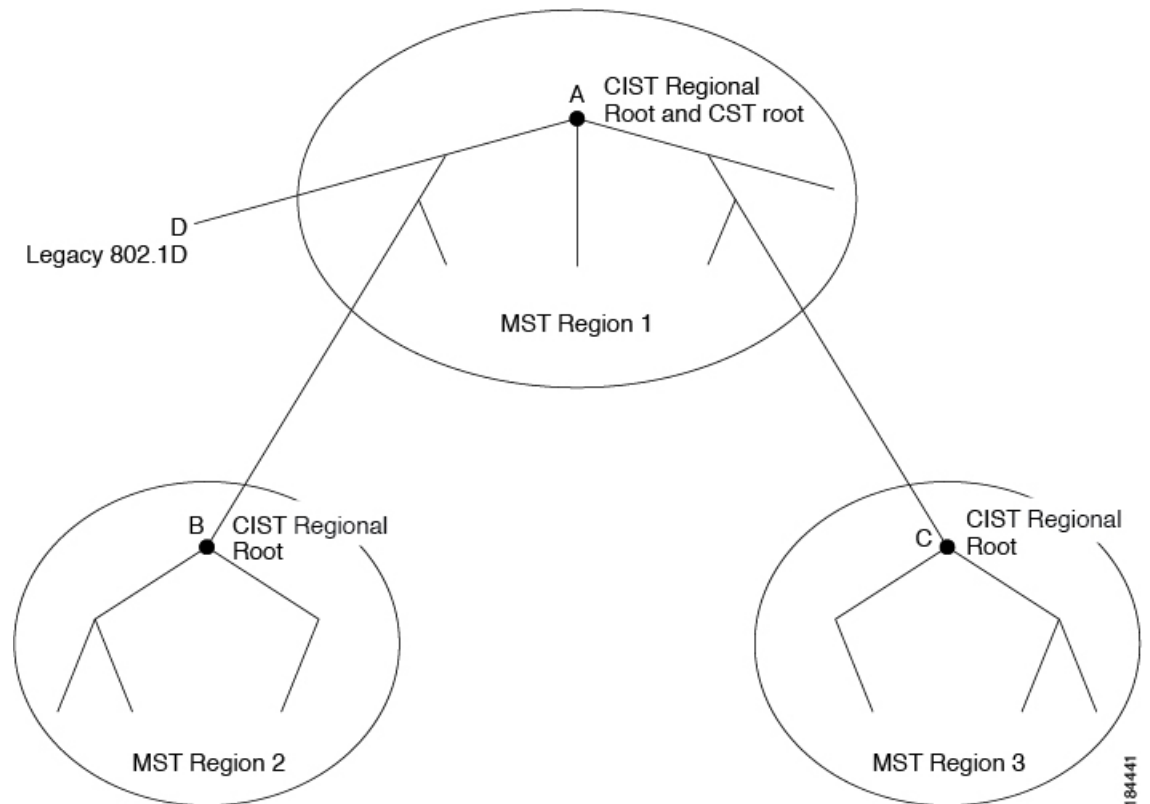 A
CIST Regional
Root and CST root
D
Legacy 802.1D
MST Region 1
B
CIST Regional
Root
C
CIST Regional
Root
MST Region 2
MST Region 3
184441